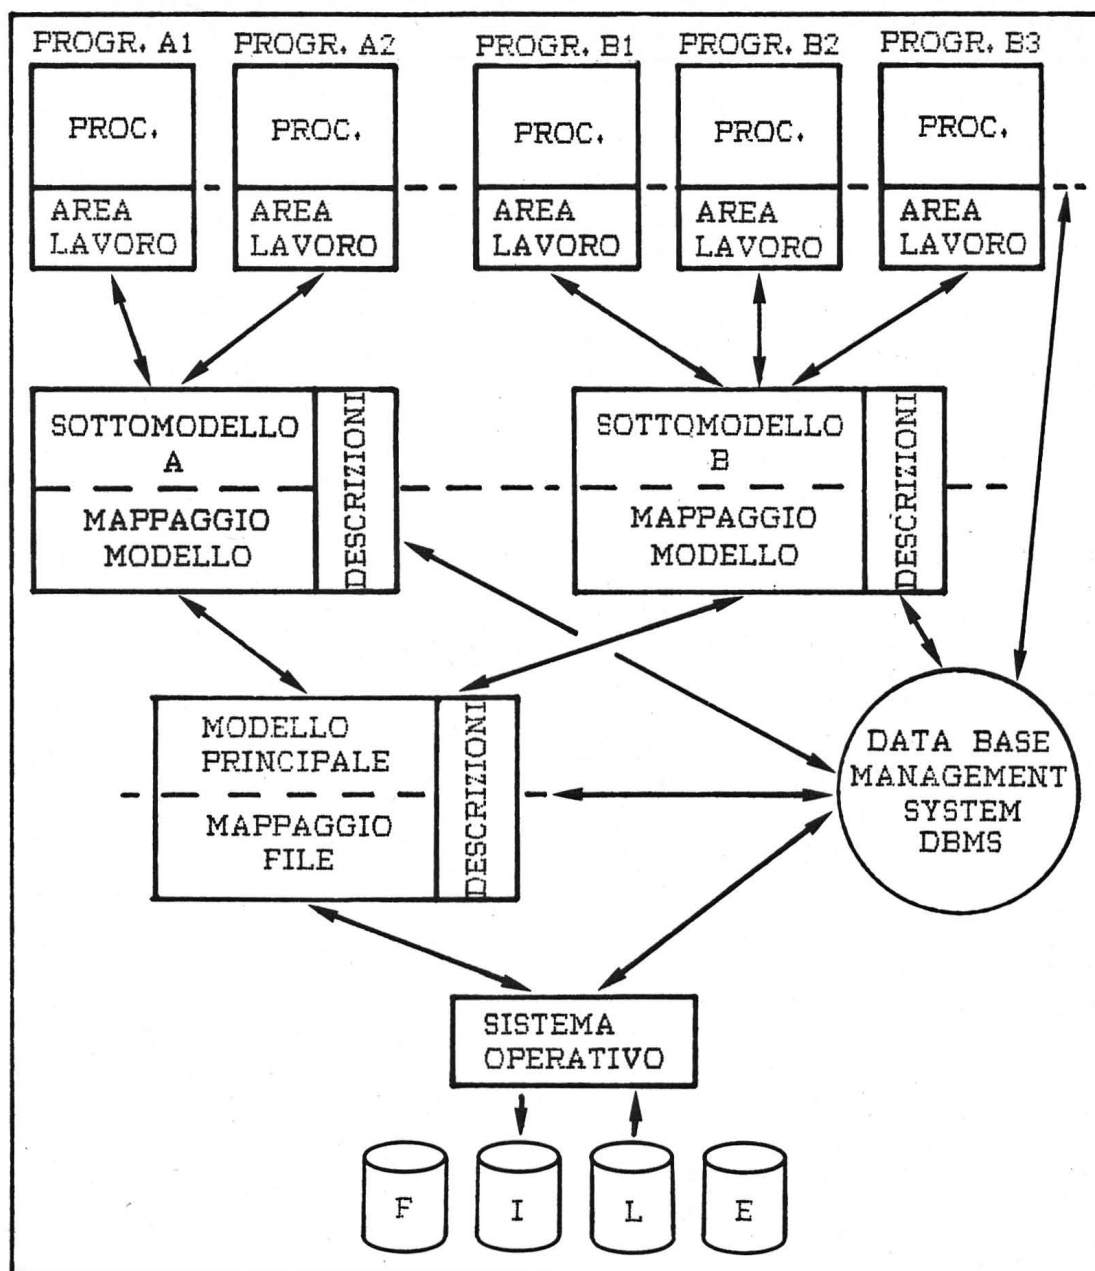 PROGR. A1 PROGR. A2 PROGR. B1 PROGR. B2 PROGR. B3
PROC. PROC. PROC. PROC. PROC.
AREA AREA AREA AREA AREA
LAVORO LAVORO LAVORO LAVORO LAVORO
SOTTOMODELLO
A
MAPPAGGIO
MODELLO
DESCRIZIONI
SOTTOMODELLO
B
MAPPAGGIO
MODELLO
DESCRIZIONI
MODELLO
PRINCIPALE
MAPPAGGIO
FILE
DESCRIZIONI
DATA BASE
MANAGEMENT
SYSTEM
DBMS
SISTEMA
OPERATIVO
F I L E